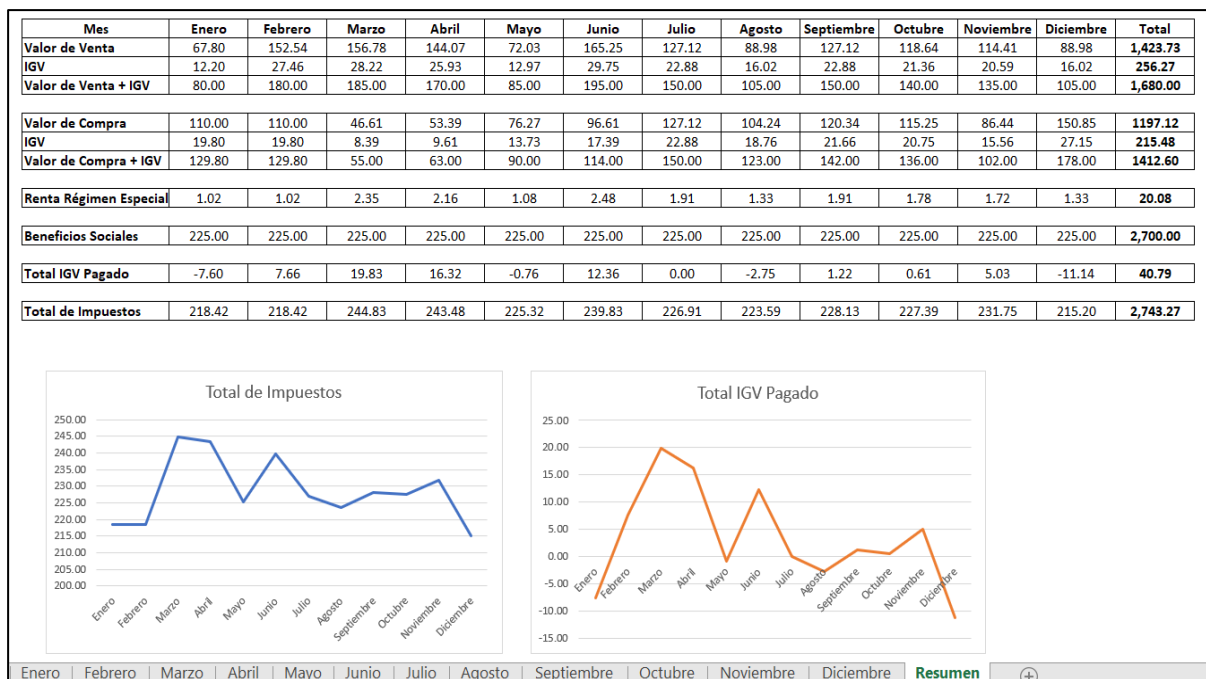 Mes Enero Febrero Marzo Abril Mayo Junio Julio Agosto Septiembre Octubre Noviembre Diciembre Total
Valor de Venta 67.80 152.54 156.78 144.07 72.03 165.25 127.12 88.98 127.12 118.64 114.41 88.98 1,423.73
IGV 12.20 27.46 28.22 25.93 12.97 29.75 22.88 16.02 22.88 21.36 20.59 16.02 256.27
Valor de Venta + IGV 80.00 180.00 185.00 170.00 85.00 195.00 150.00 105.00 150.00 140.00 135.00 105.00 1,680.00
Valor de Compra 110.00 110.00 46.61 53.39 76.27 96.61 127.12 104.24 120.34 115.25 86.44 150.85 1197.12
IGV 19.80 19.80 8.39 9.61 13.73 17.39 22.88 18.76 21.66 20.75 15.56 27.15 215.48
Valor de Compra + IGV 129.80 129.80 55.00 63.00 90.00 114.00 150.00 123.00 142.00 136.00 102.00 178.00 1412.60
Renta Régimen Especial 1.02 1.02 2.35 2.16 1.08 2.48 1.91 1.33 1.91 1.78 1.72 1.33 20.08
Beneficios Sociales 225.00 225.00 225.00 225.00 225.00 225.00 225.00 225.00 225.00 225.00 225.00 225.00 2,700.00
Total IGV Pagado -7.60 7.66 19.83 16.32 -0.76 12.36 0.00 -2.75 1.22 0.61 5.03 -11.14 40.79
Total de Impuestos 218.42 218.42 244.83 243.48 225.32 239.83 226.91 223.59 228.13 227.39 231.75 215.20 2,743.27
Total de Impuestos
250.00
245.00
240.00
235.00
230.00
225.00
220.00
215.00
210.00
205.00
200.00
Enero Febrero Marzo Abril Mayo Junio Julio Agosto Septiembre Octubre Noviembre Diciembre
Total IGV Pagado
25.00
20.00
15.00
10.00
5.00
0.00
-5.00
-10.00
-15.00
Enero Febrero Marzo Abril Mayo Junio Julio Agosto Septiembre Octubre Noviembre Diciembre
Enero Febrero Marzo Abril Mayo Junio Julio Agosto Septiembre Octubre Noviembre Diciembre Resumen